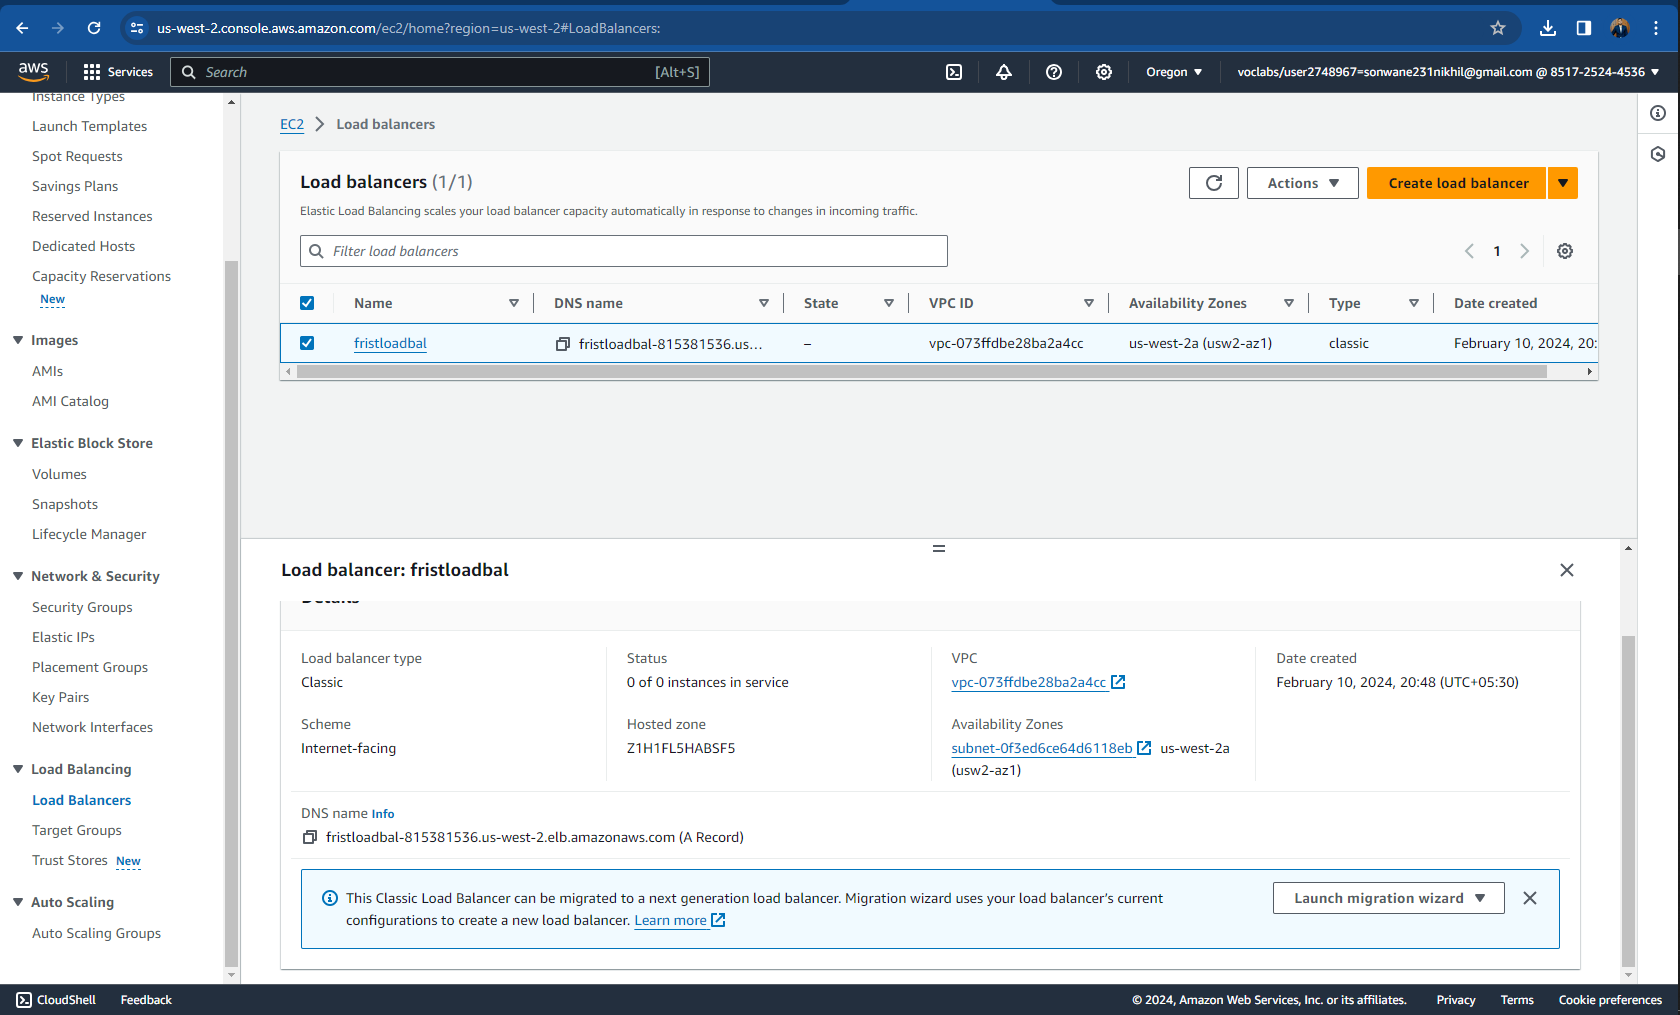 us-west-2.console.aws.amazon.com/ec2/home?region=us-west-2#LoadBalancers:
aws
Services
Search
[Alt+S]
Oregon
voclabs/user2748967=sonwane231nikhil@gmail.com @ 8517-2524-4536
Instance Types
Launch Templates
Spot Requests
Savings Plans
Reserved Instances
Dedicated Hosts
Capacity Reservations
New
Images
AMIs
AMI Catalog
Elastic Block Store
Volumes
Snapshots
Lifecycle Manager
Network & Security
Security Groups
Elastic IPs
Placement Groups
Key Pairs
Network Interfaces
Load Balancing
Load Balancers
Target Groups
Trust Stores New
Auto Scaling
Auto Scaling Groups
EC2 Load balancers
Load balancers (1/1)
Actions
Create load balancer
Elastic Load Balancing scales your load balancer capacity automatically in response to changes in incoming traffic.
Filter load balancers
1
Name DNS name State VPC ID Availability Zones Type Date created
fristloadbal fristloadbal-815381536.us... – vpc-073ffdbe28ba2a4cc us-west-2a (usw2-az1) classic February 10, 2024, 20:
Load balancer: fristloadbal
Details
Load balancer type
Classic
Scheme
Internet-facing
Status
0 of 0 instances in service
Hosted zone
Z1H1FL5HABSF5
VPC
vpc-073ffdbe28ba2a4cc
Availability Zones
subnet-0f3ed6ce64d6118eb us-west-2a
(usw2-az1)
Date created
February 10, 2024, 20:48 (UTC+05:30)
DNS name Info
fristloadbal-815381536.us-west-2.elb.amazonaws.com (A Record)
This Classic Load Balancer can be migrated to a next generation load balancer. Migration wizard uses your load balancer's current
configurations to create a new load balancer. Learn more
Launch migration wizard
CloudShell
Feedback
© 2024, Amazon Web Services, Inc. or its affiliates.
Privacy
Terms
Cookie preferences